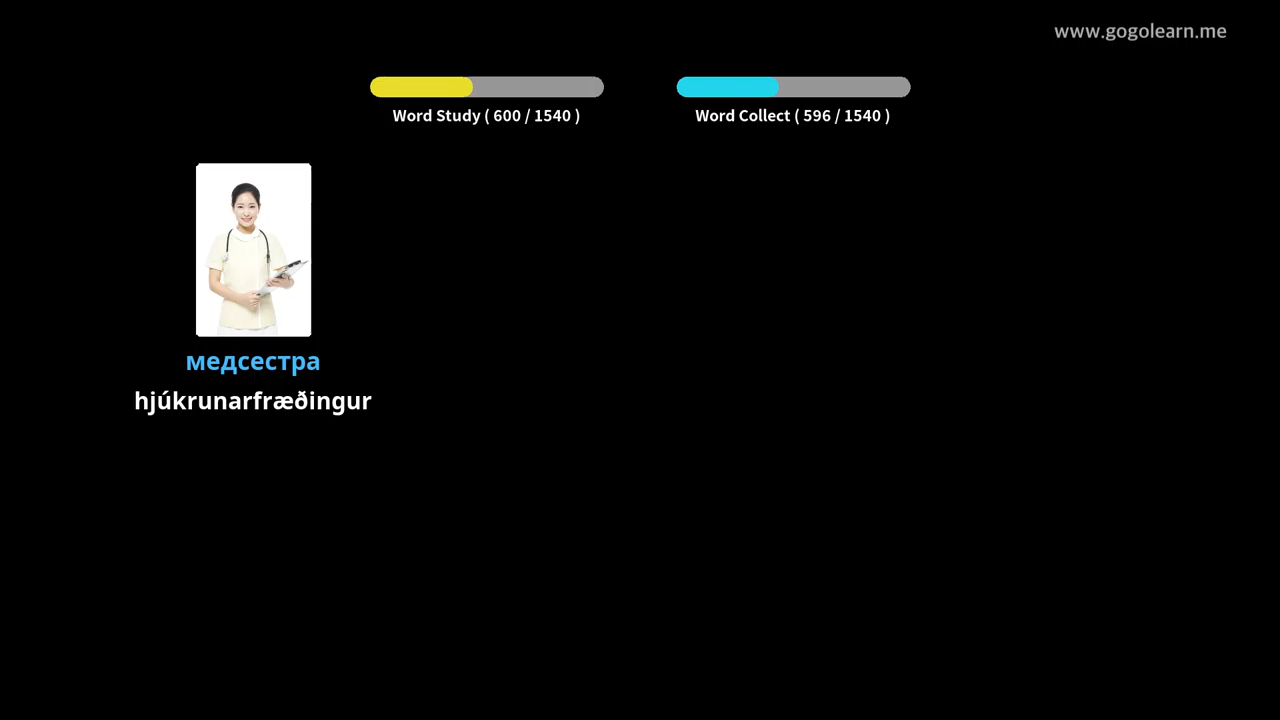 www.gogolearn.me
Word Study ( 600 / 1540 )
Word Collect ( 596 / 1540 )
медсестра
hjúkrunarfræðingur